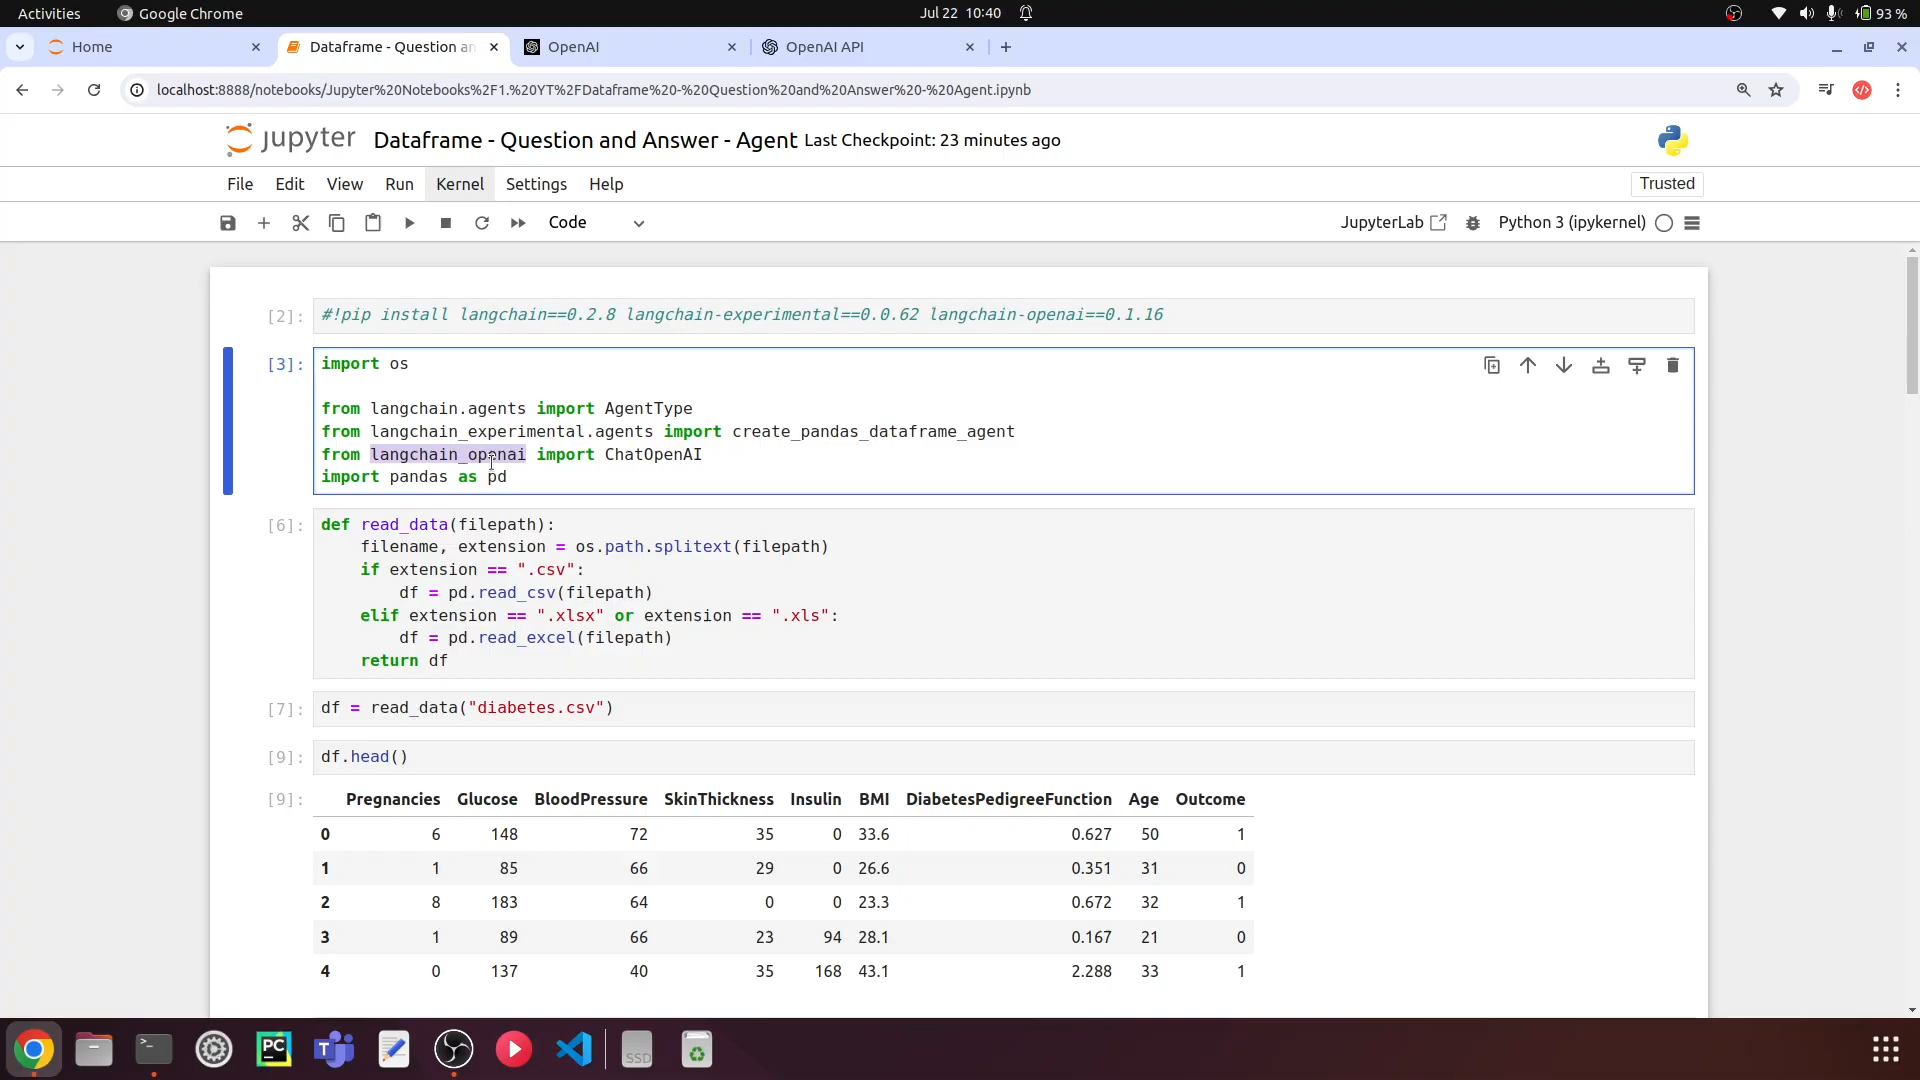 Activities Google Chrome Jul 22 10:40 93 %
Home Dataframe - Question an OpenAI OpenAI API
localhost:8888/notebooks/Jupyter%20Notebooks%2F1.%20YT%2FDataframe%20-%20Question%20and%20Answer%20-%20Agent.ipynb
jupyter Dataframe - Question and Answer - Agent Last Checkpoint: 23 minutes ago
File Edit View Run Kernel Settings Help Trusted
Code JupyterLab Python 3 (ipykernel)
[2]: #!pip install langchain==0.2.8 langchain-experimental==0.0.62 langchain-openai==0.1.16
[3]: import os
from langchain.agents import AgentType
from langchain_experimental.agents import create_pandas_dataframe_agent
from langchain_openai import ChatOpenAI
import pandas as pd
[6]: def read_data(filepath):
filename, extension = os.path.splitext(filepath)
if extension == ".csv":
df = pd.read_csv(filepath)
elif extension == ".xlsx" or extension == ".xls":
df = pd.read_excel(filepath)
return df
[7]: df = read_data("diabetes.csv")
[9]: df.head()
[9]: Pregnancies Glucose BloodPressure SkinThickness Insulin BMI DiabetesPedigreeFunction Age Outcome
0 6 148 72 35 0 33.6 0.627 50 1
1 1 85 66 29 0 26.6 0.351 31 0
2 8 183 64 0 0 23.3 0.672 32 1
3 1 89 66 23 94 28.1 0.167 21 0
4 0 137 40 35 168 43.1 2.288 33 1
PC
SSD